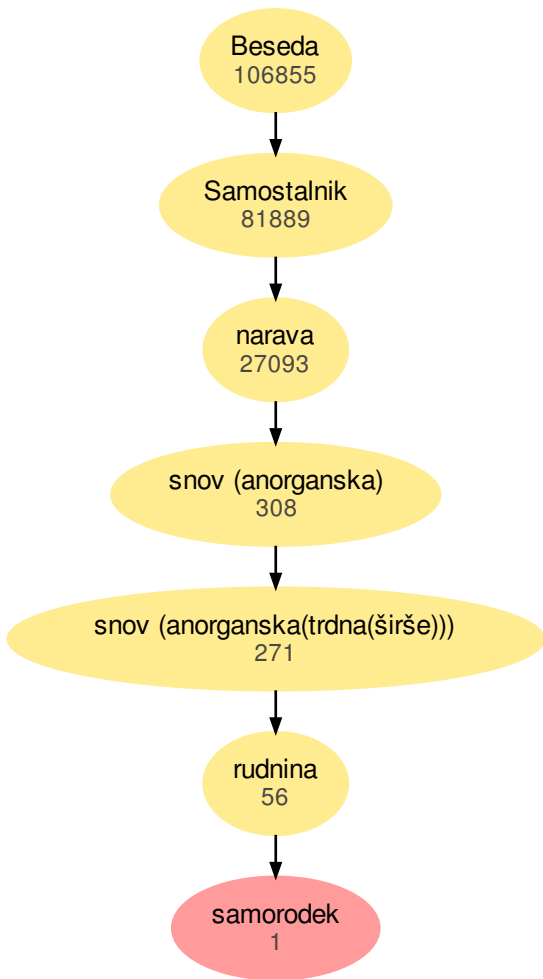 Beseda
106855
Samostalnik
81889
narava
27093
snov (anorganska)
308
snov (anorganska(trdna(širše)))
271
rudnina
56
samorodek
1